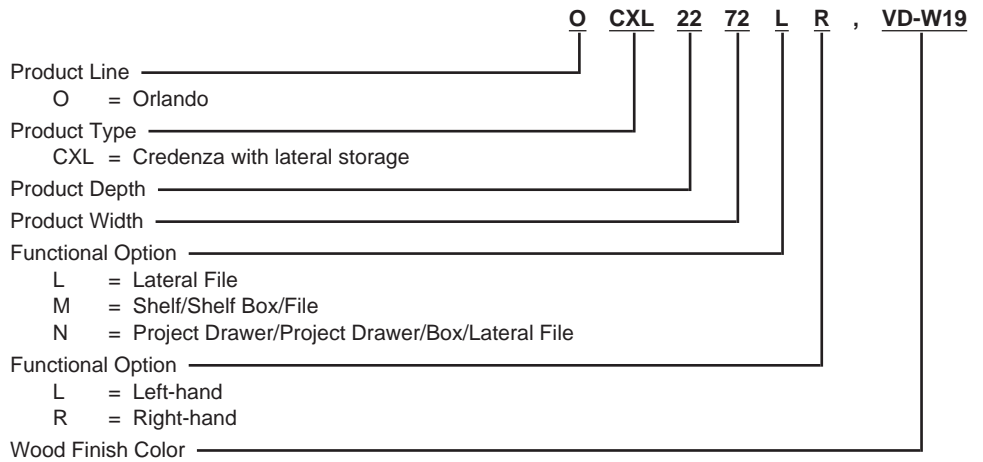 O CXL 22 72 L R , VD-W19
Product Line
O = Orlando
Product Type
CXL = Credenza with lateral storage
Product Depth
Product Width
Functional Option
L = Lateral File
M = Shelf/Shelf Box/File
N = Project Drawer/Project Drawer/Box/Lateral File
Functional Option
L = Left-hand
R = Right-hand
Wood Finish Color